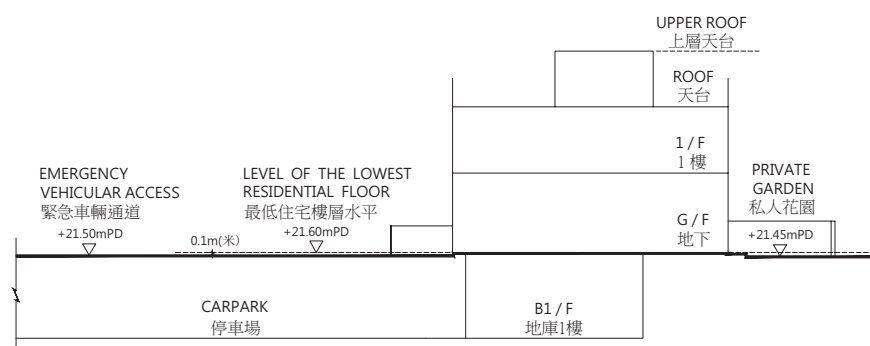 UPPER ROOF
上層天台
ROOF
天台
1 / F
1 樓
EMERGENCY
VEHICULAR ACCESS
緊急車輛通道
+21.50mPD
0.1m(米)
LEVEL OF THE LOWEST
RESIDENTIAL FLOOR
最低住宅樓層水平
+21.60mPD
G / F
地下
PRIVATE
GARDEN
私人花園
+21.45mPD
CARPARK
停車場
B1 / F
地庫1樓